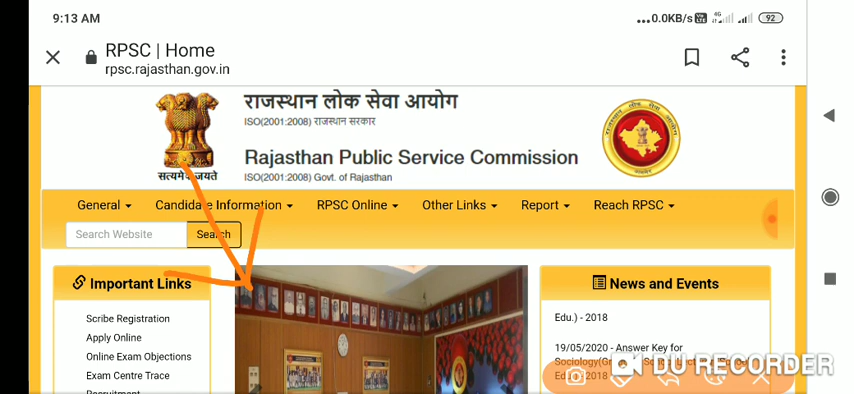 9:13 AM
...0.0KB/s
4G
92
RPSC | Home
rpsc.rajasthan.gov.in
राजस्थान लोक सेवा आयोग
ISO(2001:2008) राजस्थान सरकार
सत्यमेव जयते
Rajasthan Public Service Commission
ISO(2001:2008) Govt. of Rajasthan
General
Candidate Information
RPSC Online
Other Links
Report
Reach RPSC
Search Website
Search
Important Links
Scribe Registration
Apply Online
Online Exam Objections
Exam Centre Trace
Recruitment
News and Events
Edu.) - 2018
19/05/2020 - Answer Key for
Edu.) - 2018
DU RECORDER